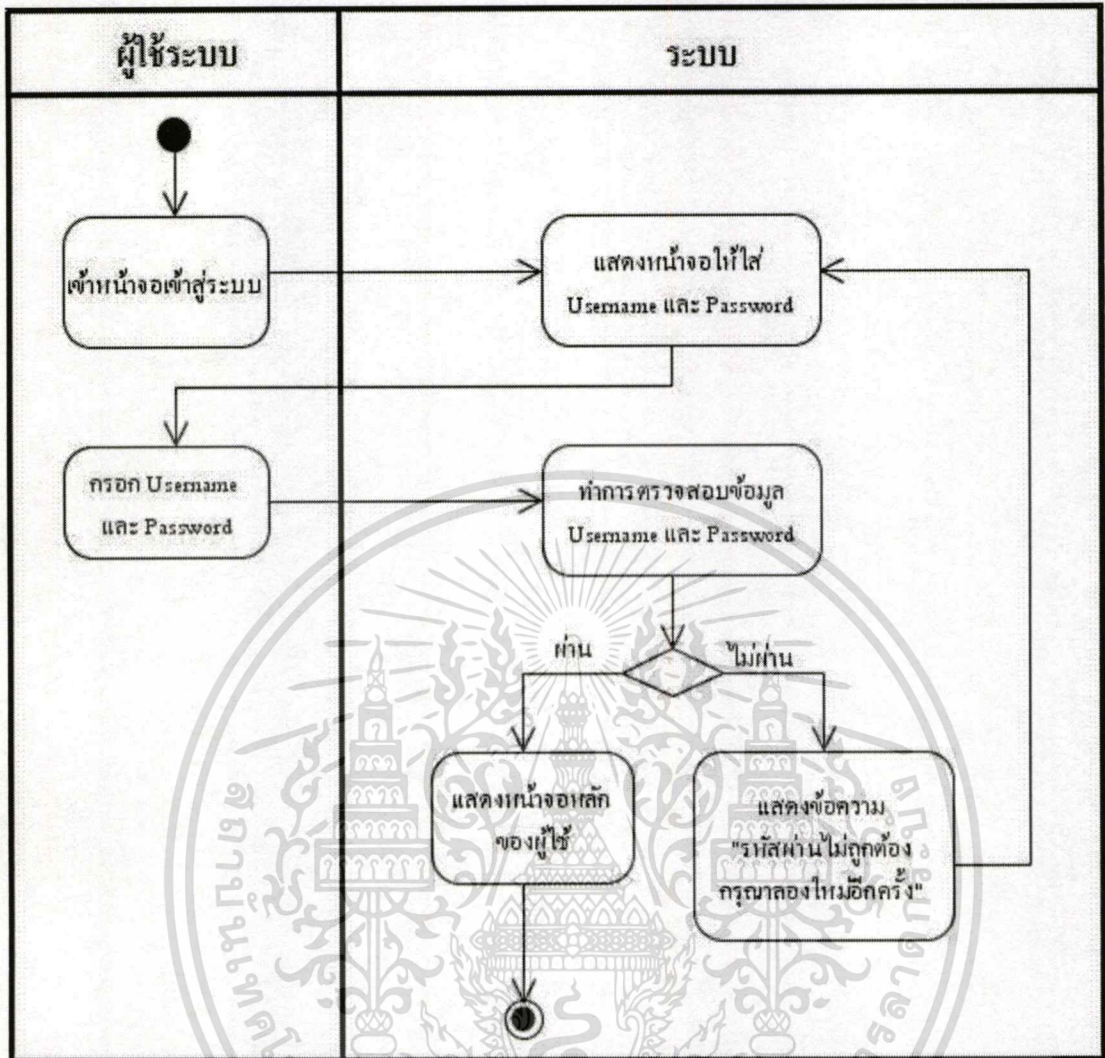 ผู้ใช้ระบบ
ระบบ
เข้าหน้าจอเข้าสู่ระบบ
แสดงหน้าจอให้ใส่
Username และ Password
กรอก Username
และ Password
ทำการตรวจสอบข้อมูล
Username และ Password
ผ่าน
ไม่ผ่าน
แสดงหน้าจอหลัก
ของผู้ใช้
แสดงข้อความ
"รหัสผ่านไม่ถูกต้อง
กรุณาลองใหม่อีกครั้ง"